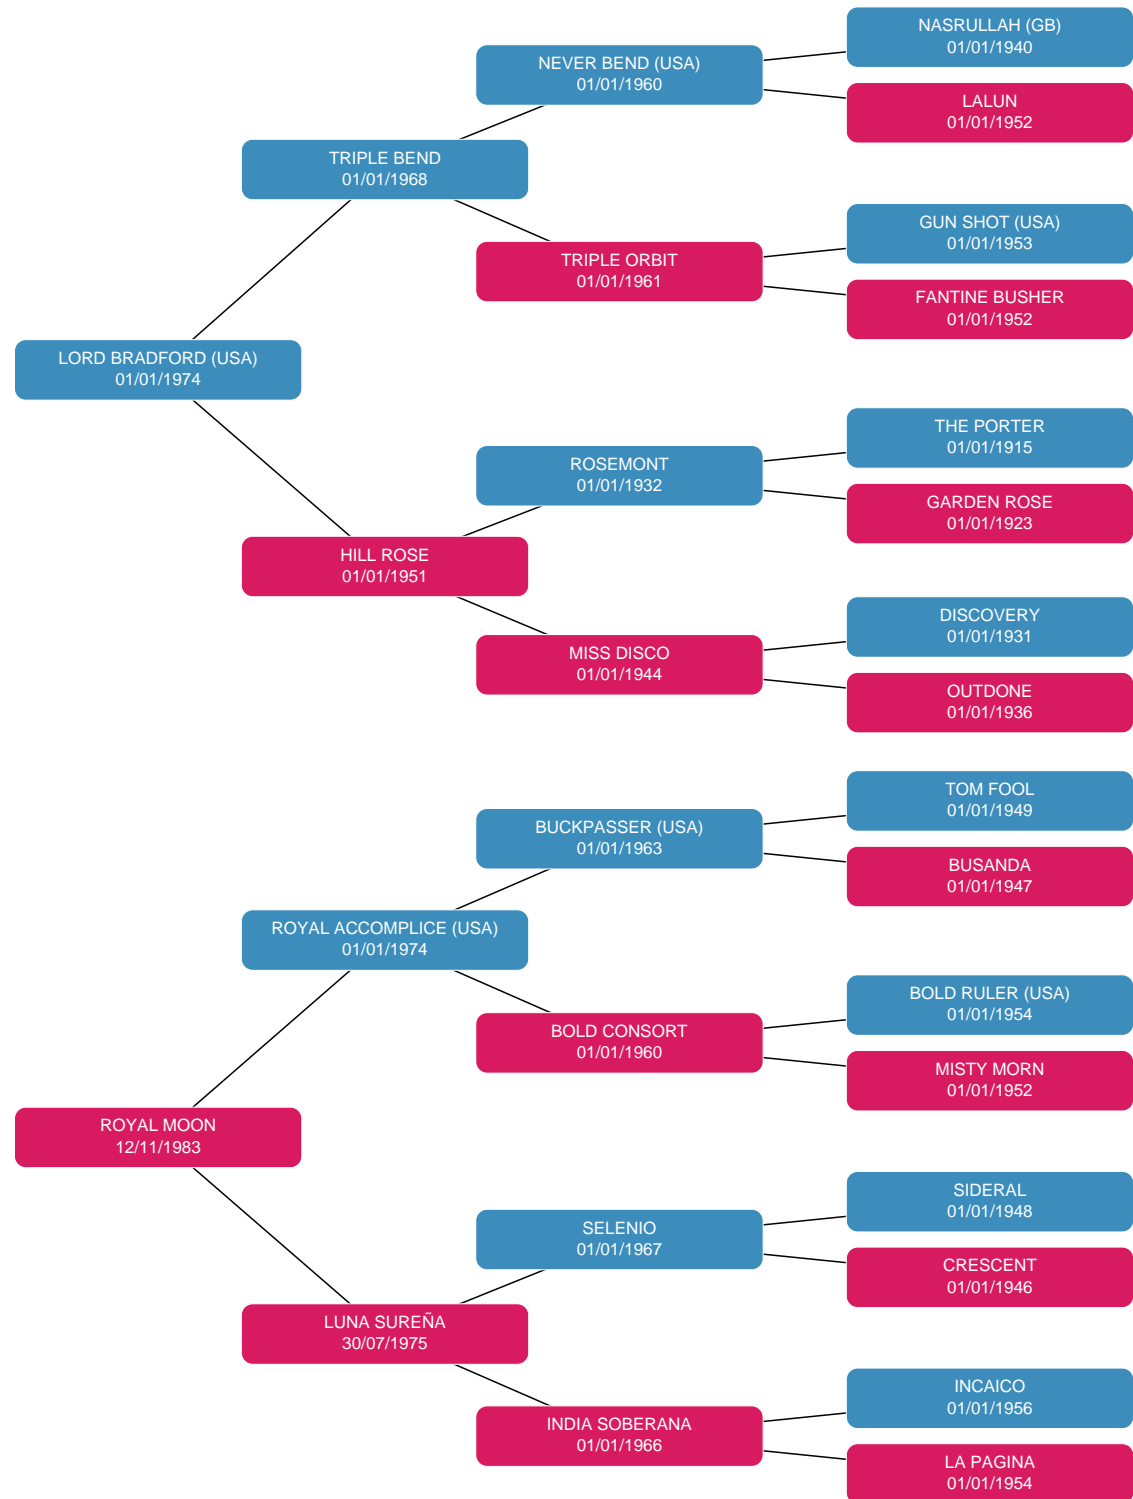 NASRULLAH (GB)
01/01/1940
NEVER BEND (USA)
01/01/1960
LALUN
01/01/1952
TRIPLE BEND
01/01/1968
GUN SHOT (USA)
01/01/1953
TRIPLE ORBIT
01/01/1961
FANTINE BUSHER
01/01/1952
LORD BRADFORD (USA)
01/01/1974
THE PORTER
01/01/1915
ROSEMONT
01/01/1932
GARDEN ROSE
01/01/1923
HILL ROSE
01/01/1951
DISCOVERY
01/01/1931
MISS DISCO
01/01/1944
OUTDONE
01/01/1936
TOM FOOL
01/01/1949
BUCKPASSER (USA)
01/01/1963
BUSANDA
01/01/1947
ROYAL ACCOMPLICE (USA)
01/01/1974
BOLD RULER (USA)
01/01/1954
BOLD CONSORT
01/01/1960
MISTY MORN
01/01/1952
ROYAL MOON
12/11/1983
SIDERAL
01/01/1948
SELENIO
01/01/1967
CRESCENT
01/01/1946
LUNA SUREÑA
30/07/1975
INCAICO
01/01/1956
INDIA SOBERANA
01/01/1966
LA PAGINA
01/01/1954